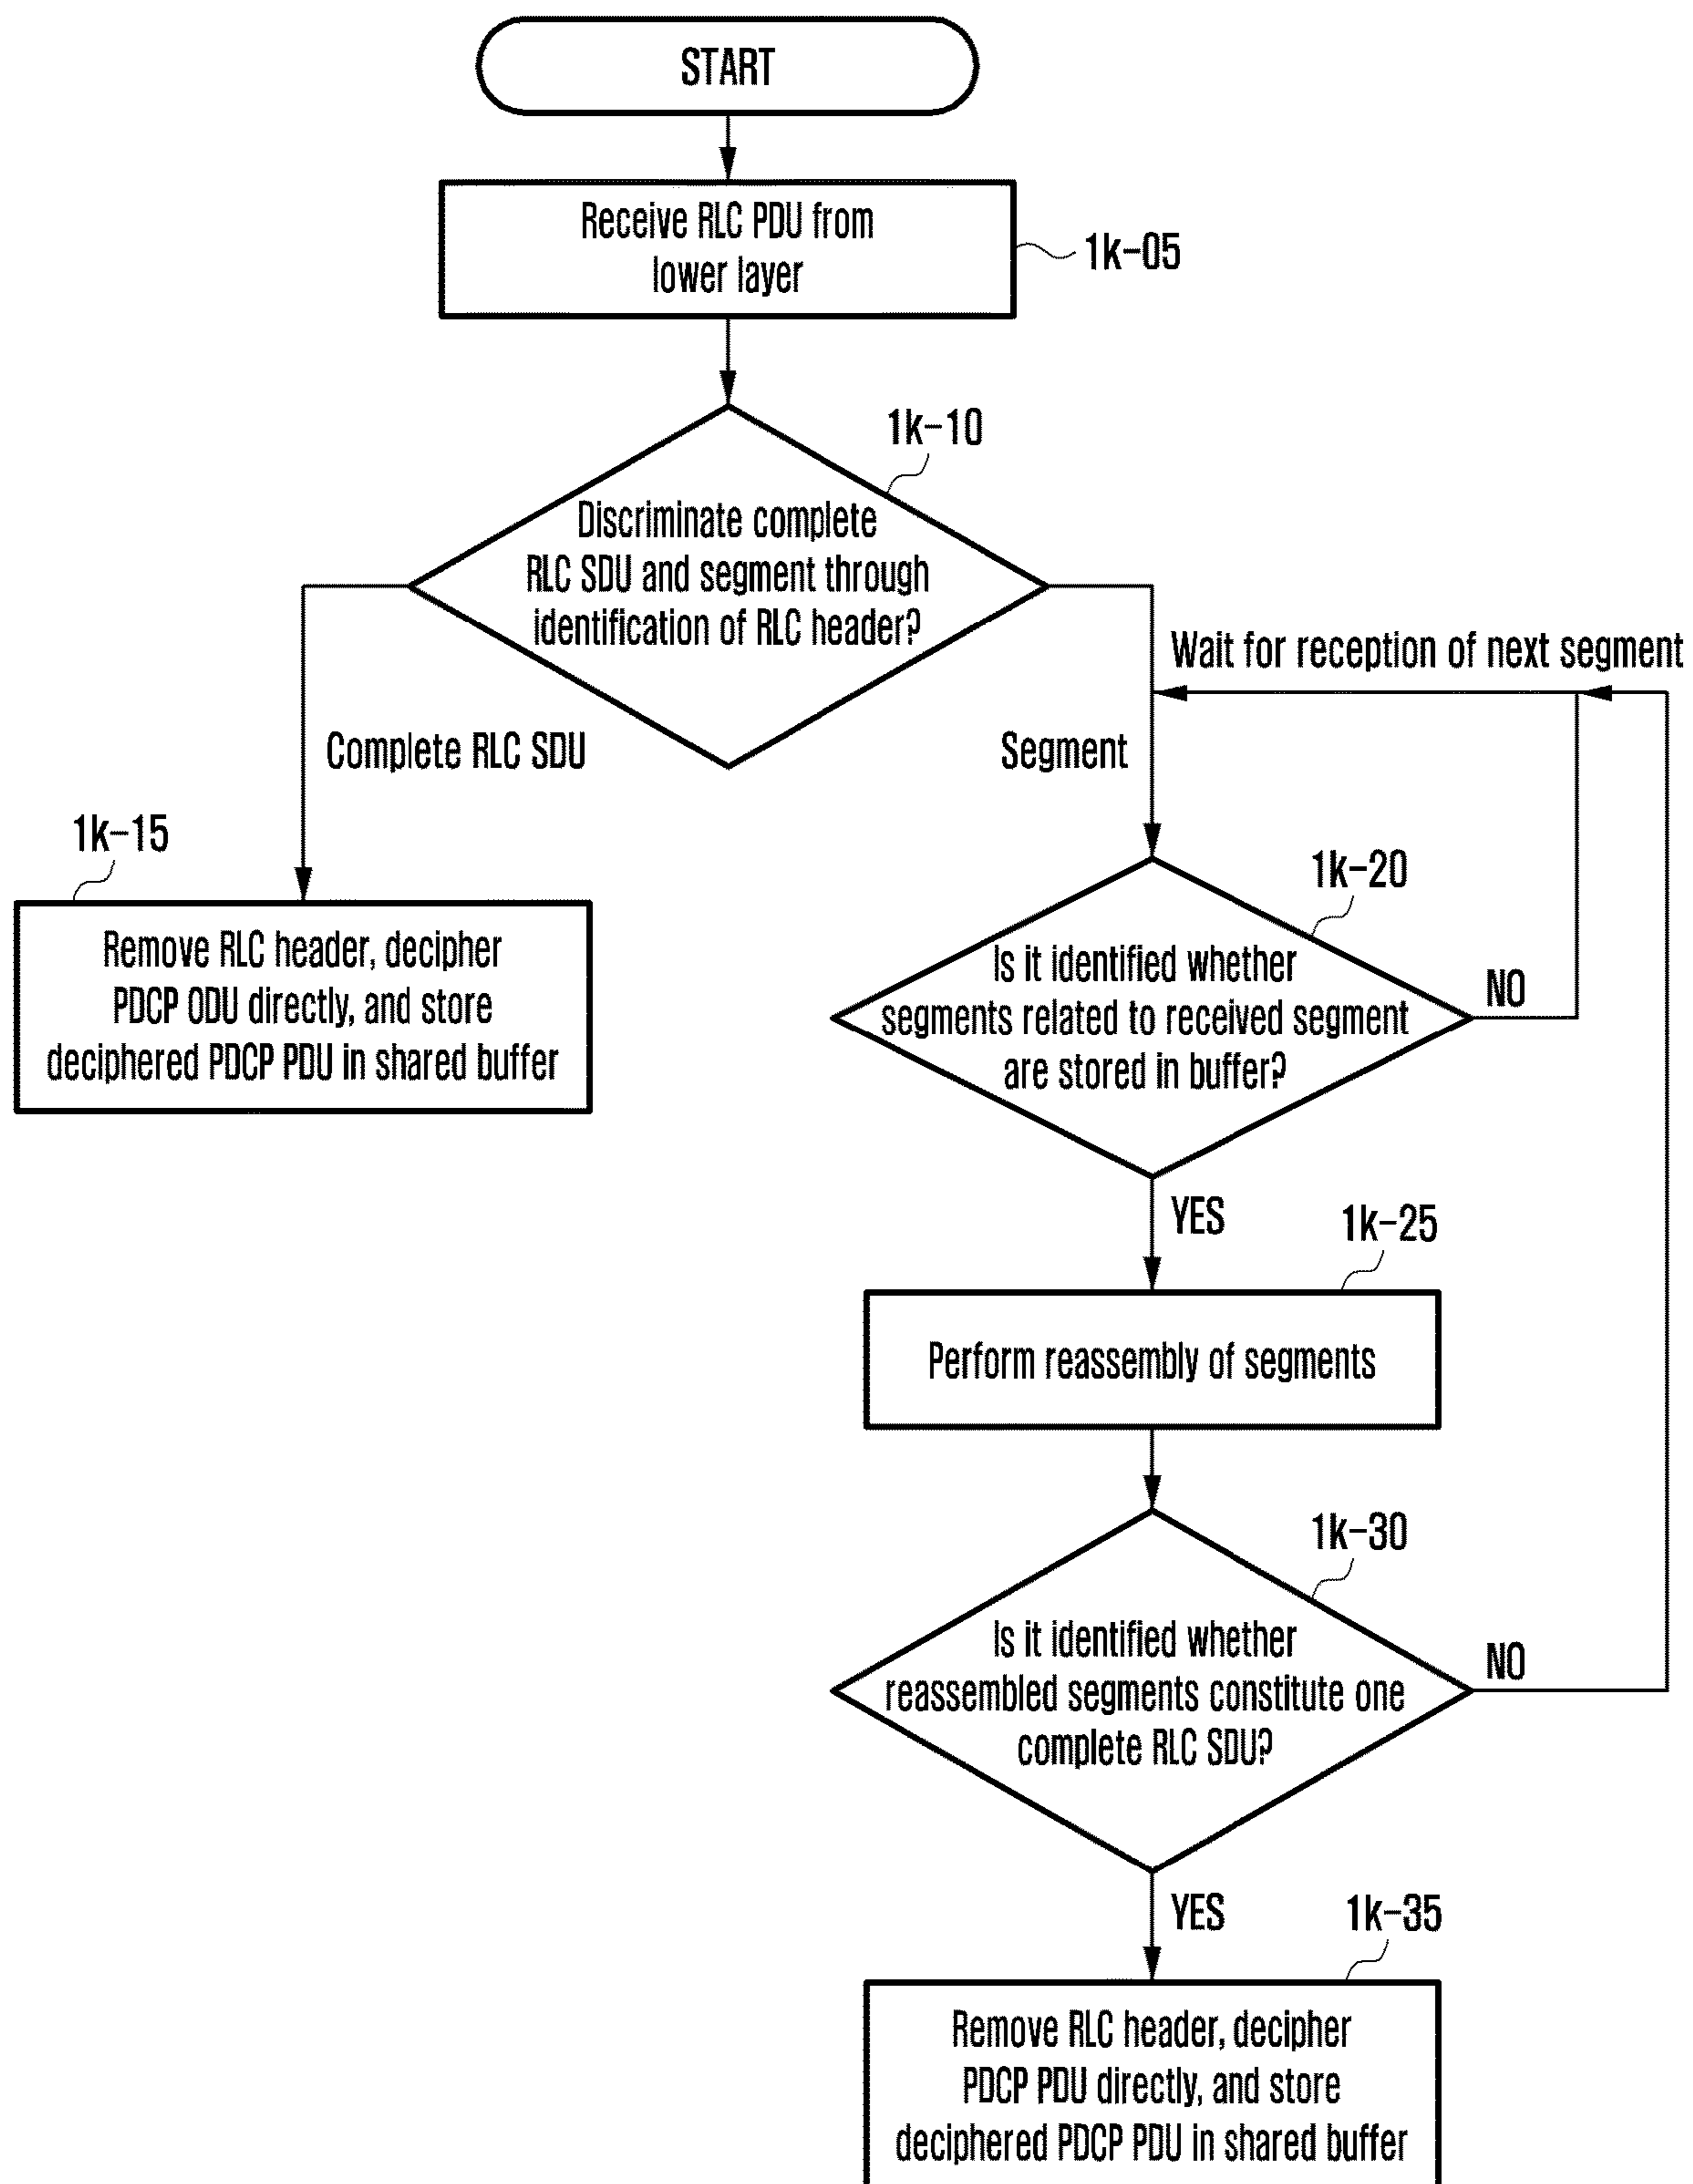 START
Receive RLC PDU from
lower layer
1k-05
1k-10
Discriminate complete
RLC SDU and segment through
identification of RLC header?
Wait for reception of next segment
Complete RLC SDU
Segment
1k-15
Remove RLC header, decipher
PDCP ODU directly, and store
deciphered PDCP PDU in shared buffer
1k-20
Is it identified whether
segments related to received segment
are stored in buffer?
NO
YES
1k-25
Perform reassembly of segments
1k-30
Is it identified whether
reassembled segments constitute one
complete RLC SDU?
NO
YES
1k-35
Remove RLC header, decipher
PDCP PDU directly, and store
deciphered PDCP PDU in shared buffer